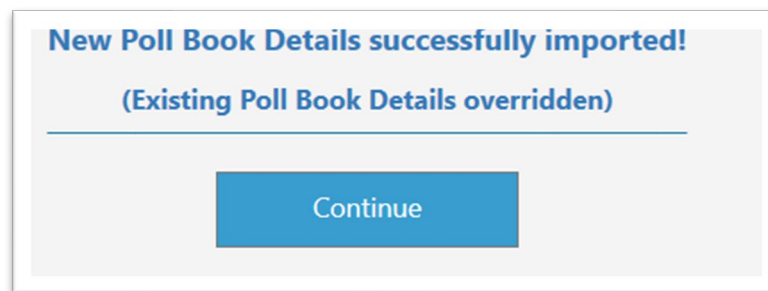 New Poll Book Details successfully imported!
(Existing Poll Book Details overridden)
Continue